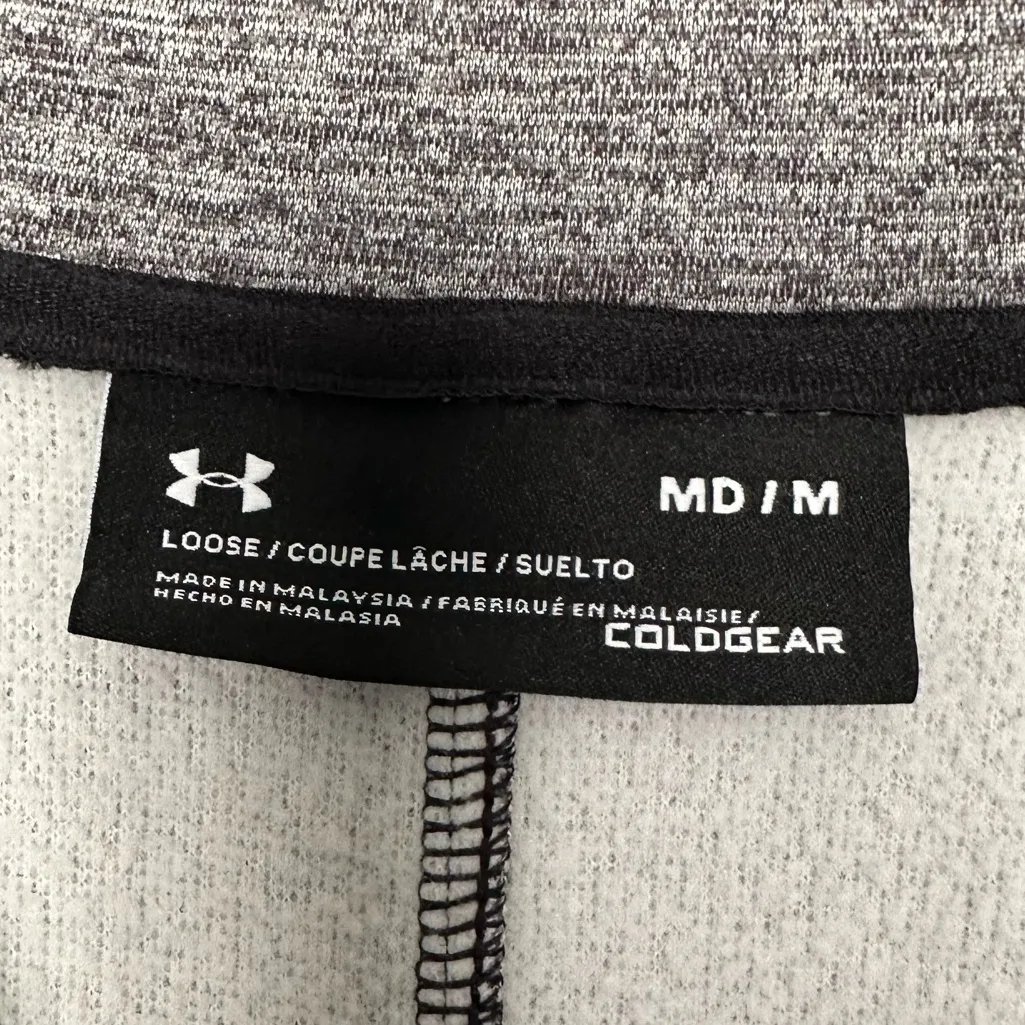 MD / M
LOOSE / COUPE LÂCHE / SUELTO
MADE IN MALAYSIA / FABRIQUÉ EN MALAISIE /
HECHO EN MALASIA
COLDGEAR